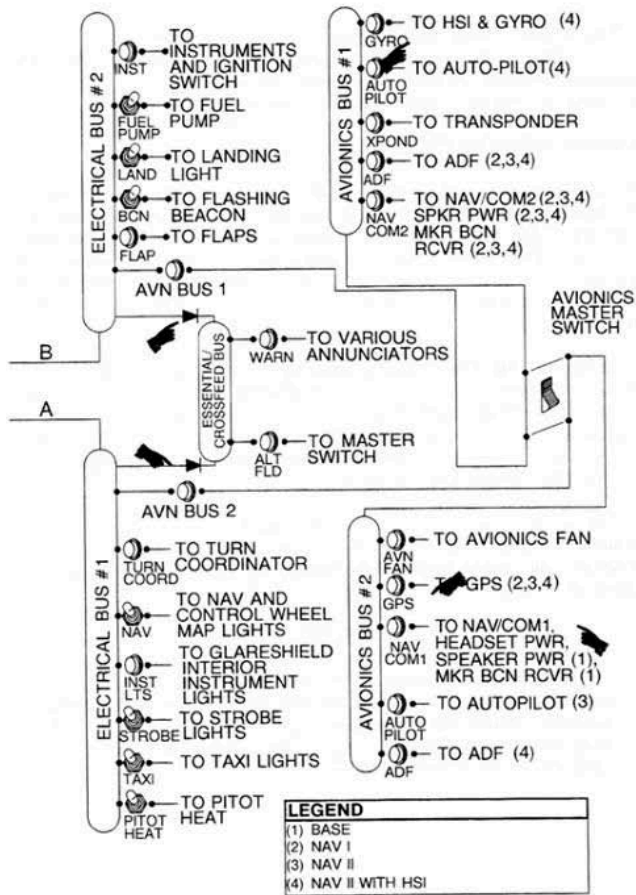 ELECTRICAL BUS #2
TO
INSTRUMENTS
AND IGNITION
SWITCH
INST
TO FUEL
PUMP
FUEL
PUMP
TO LANDING
LIGHT
LAND
TO FLASHING
BEACON
BCN
TO FLAPS
FLAP
AVN BUS 1
AVIONICS BUS #1
TO HSI & GYRO (4)
GYRO
TO AUTO-PILOT(4)
AUTO
PILOT
TO TRANSPONDER
XPOND
TO ADF (2,3,4)
ADF
TO NAV/COM2 (2,3,4)
SPKR PWR (2,3,4)
MKR BCN
RCVR (2,3,4)
NAV
COM2
AVIONICS
MASTER
SWITCH
B
A
ESSENTIAL/
CROSSFEED BUS
TO VARIOUS
ANNUNCIATORS
WARN
TO MASTER
SWITCH
ALT
FLD
ELECTRICAL BUS #1
AVN BUS 2
TO TURN
COORDINATOR
TURN
COORD
TO NAV AND
CONTROL WHEEL
MAP LIGHTS
NAV
TO GLARESHIELD
INTERIOR
INSTRUMENT
LIGHTS
INST
LTS
TO STROBE
LIGHTS
STROBE
TO TAXI LIGHTS
TAXI
TO PITOT
HEAT
PITOT
HEAT
AVIONICS BUS #2
TO AVIONICS FAN
AVN
FAN
GPS (2,3,4)
GPS
TO NAV/COM1,
HEADSET PWR,
SPEAKER PWR (1),
MKR BCN RCVR (1)
NAV
COM1
TO AUTOPILOT (3)
AUTO
PILOT
TO ADF (4)
ADF
LEGEND
(1) BASE
(2) NAV I
(3) NAV II
(4) NAV II WITH HSI